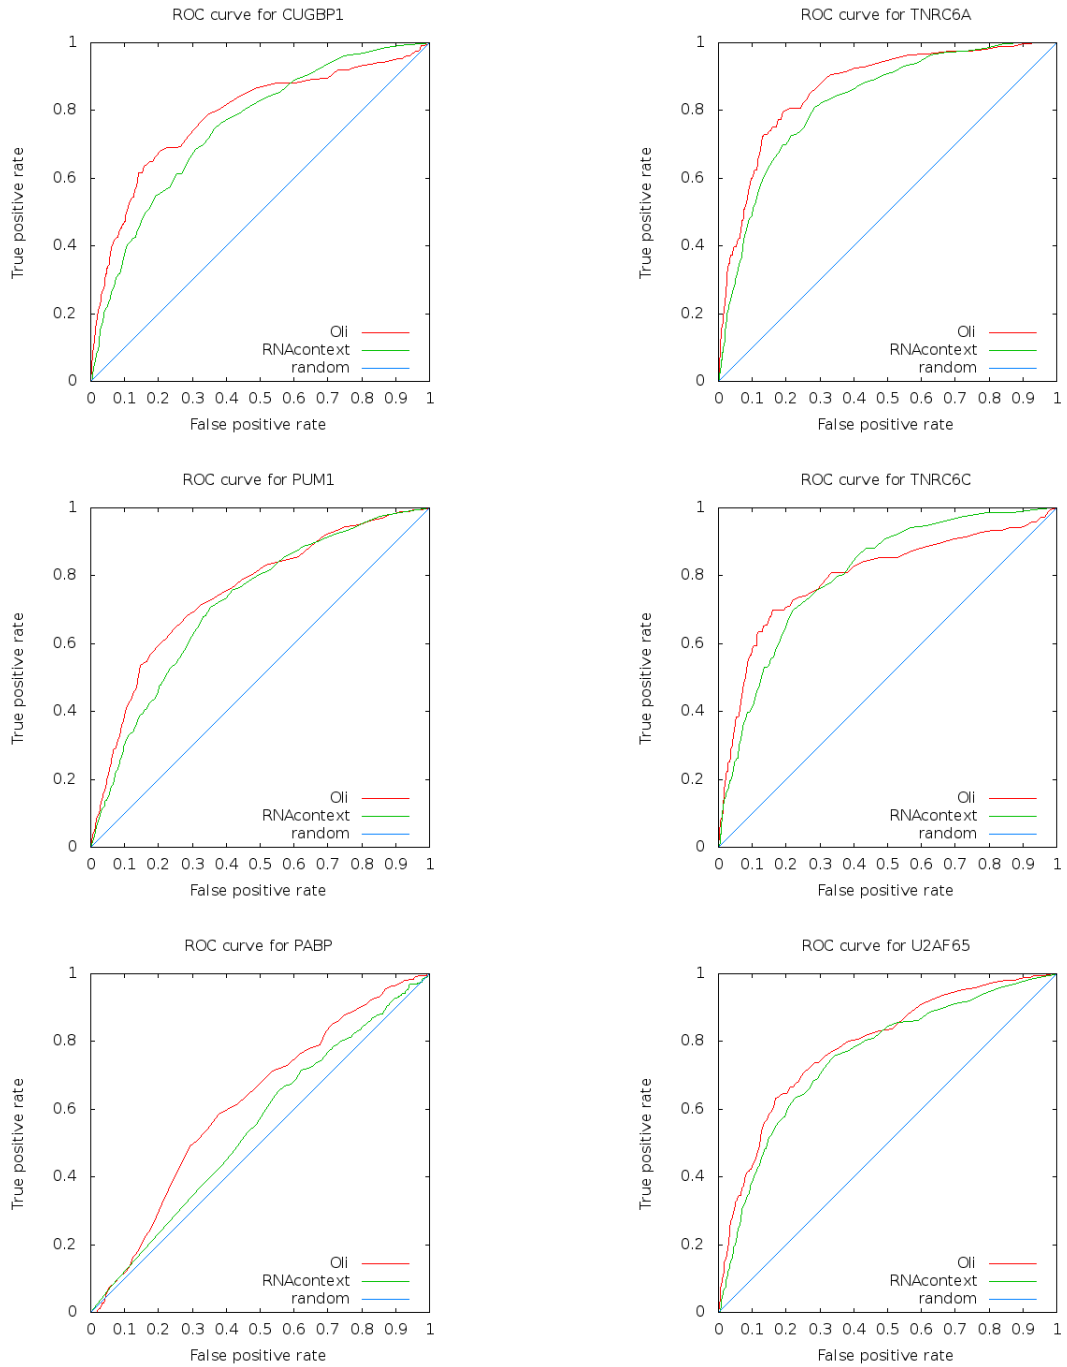 ROC curve for CUGBP1
1
0.8
0.6
0.4
0.2
0
True positive rate
Oli
RNAcontext
random
0 0.1 0.2 0.3 0.4 0.5 0.6 0.7 0.8 0.9 1
False positive rate
ROC curve for TNRC6A
1
0.8
0.6
0.4
0.2
0
True positive rate
Oli
RNAcontext
random
0 0.1 0.2 0.3 0.4 0.5 0.6 0.7 0.8 0.9 1
False positive rate
ROC curve for PUM1
1
0.8
0.6
0.4
0.2
0
True positive rate
Oli
RNAcontext
random
0 0.1 0.2 0.3 0.4 0.5 0.6 0.7 0.8 0.9 1
False positive rate
ROC curve for TNRC6C
1
0.8
0.6
0.4
0.2
0
True positive rate
Oli
RNAcontext
random
0 0.1 0.2 0.3 0.4 0.5 0.6 0.7 0.8 0.9 1
False positive rate
ROC curve for PABP
1
0.8
0.6
0.4
0.2
0
True positive rate
Oli
RNAcontext
random
0 0.1 0.2 0.3 0.4 0.5 0.6 0.7 0.8 0.9 1
False positive rate
ROC curve for U2AF65
1
0.8
0.6
0.4
0.2
0
True positive rate
Oli
RNAcontext
random
0 0.1 0.2 0.3 0.4 0.5 0.6 0.7 0.8 0.9 1
False positive rate